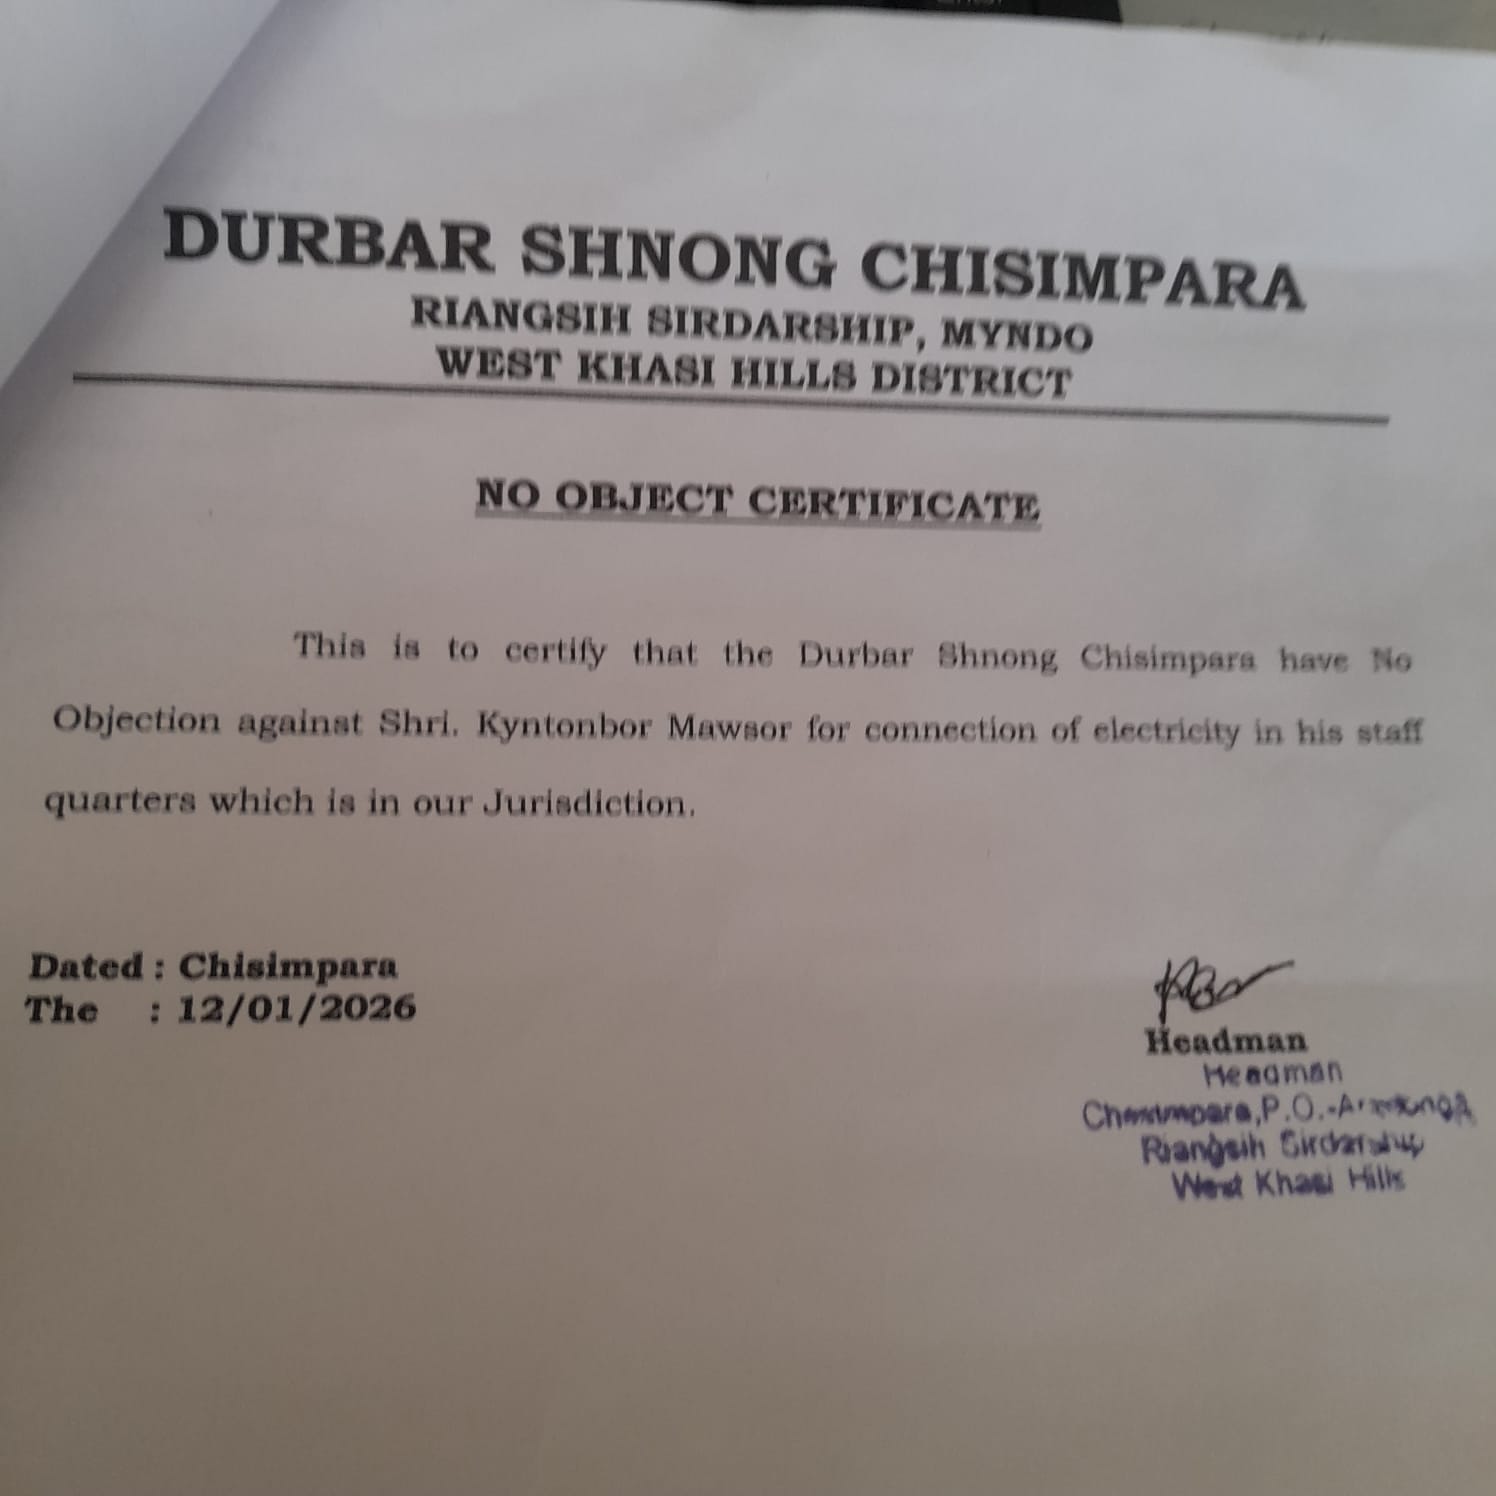 DURBAR SHNONG CHISIMPARA
RIANGSIH SIRDARSHIP, MYNDO
WEST KHASI HILLS DISTRICT
NO OBJECT CERTIFICATE
This is to certify that the Durbar Shnong Chisimpara have No
Objection against Shri. Kyntonbor Mawsor for connection of electricity in his staff
quarters which is in our Jurisdiction.
Dated : Chisimpara
The : 12/01/2026
Headman
Headman
P.O.-
Riangsih Sirdarship
West Khasi Hills